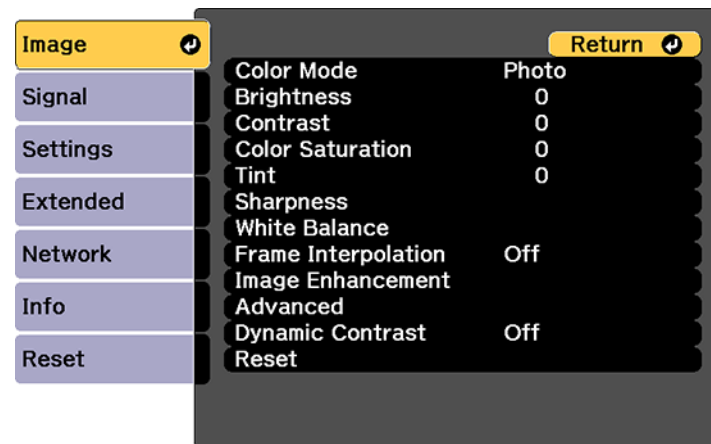 Image
Signal
Settings
Extended
Network
Info
Reset
Return
Color Mode Photo
Brightness 0
Contrast 0
Color Saturation 0
Tint 0
Sharpness
White Balance
Frame Interpolation Off
Image Enhancement
Advanced
Dynamic Contrast Off
Reset